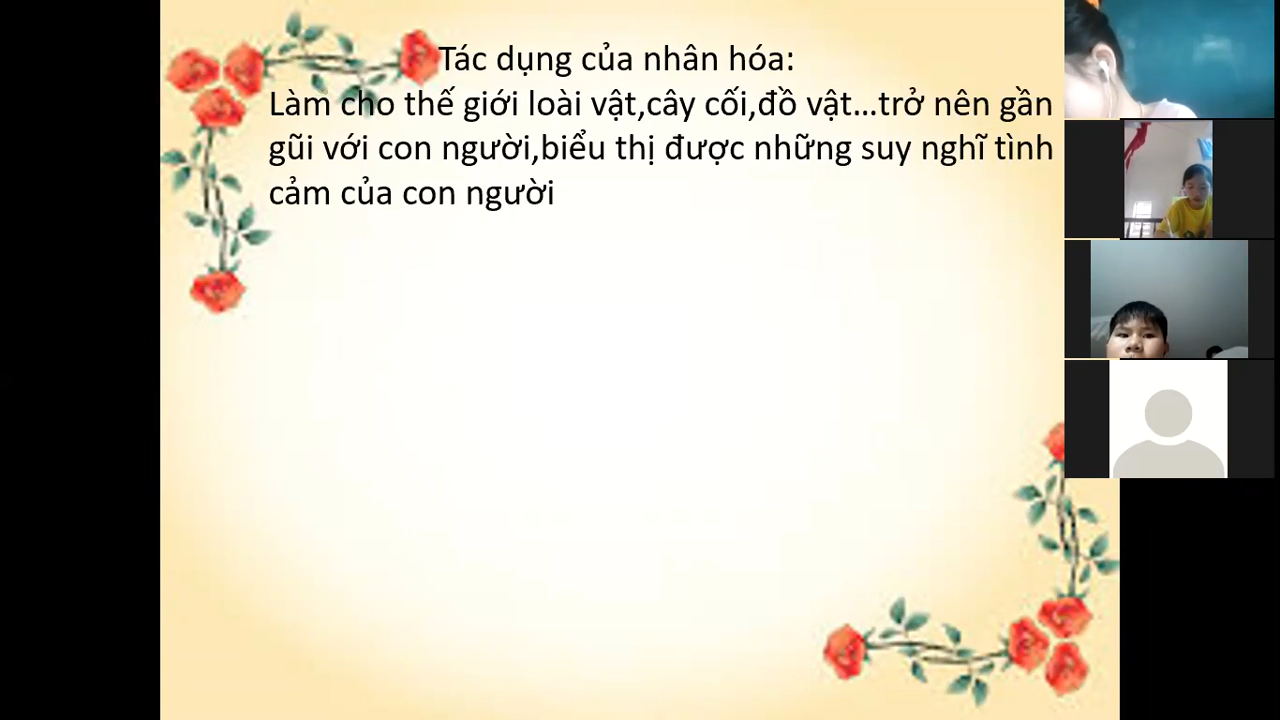 Tác dụng của nhân hóa:
Làm cho thế giới loài vật,cây cối,đồ vật...trở nên gần
gũi với con người,biểu thị được những suy nghĩ tình
cảm của con người